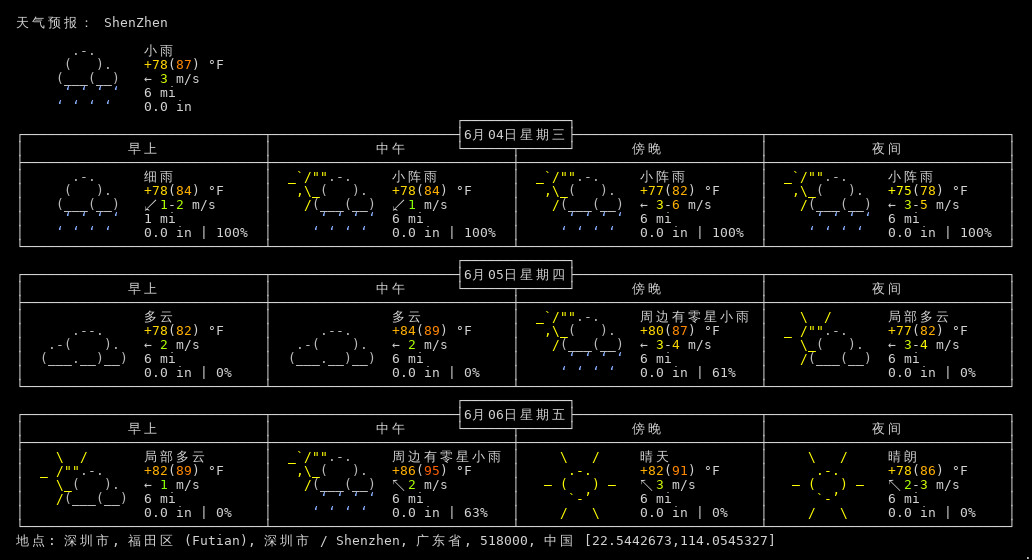 天气预报: ShenZhen
小雨
+78(87) °F
← 3 m/s
6 mi
0.0 in
6月04日星期三
早上 中午 傍晚 夜间
细雨 小阵雨 小阵雨 小阵雨
+78(84) °F +78(84) °F +77(82) °F +75(78) °F
↙1-2 m/s ↙1 m/s ← 3-6 m/s ← 3-5 m/s
1 mi 6 mi 6 mi 6 mi
0.0 in | 100% 0.0 in | 100% 0.0 in | 100% 0.0 in | 100%
6月05日星期四
早上 中午 傍晚 夜间
多云 多云 周边有零星小雨 局部多云
+78(82) °F +84(89) °F +80(87) °F +77(82) °F
← 2 m/s ← 2 m/s ← 3-4 m/s ← 3-4 m/s
6 mi 6 mi 6 mi 6 mi
0.0 in | 0% 0.0 in | 0% 0.0 in | 61% 0.0 in | 0%
6月06日星期五
早上 中午 傍晚 夜间
局部多云 周边有零星小雨 晴天 晴朗
+82(89) °F +86(95) °F +82(91) °F +78(86) °F
← 1 m/s ↖2 m/s ↖3 m/s ↖2-3 m/s
6 mi 6 mi 6 mi 6 mi
0.0 in | 0% 0.0 in | 63% 0.0 in | 0% 0.0 in | 0%
地点: 深圳市, 福田区 (Futian), 深圳市 / Shenzhen, 广东省, 518000, 中国 [22.5442673,114.0545327]